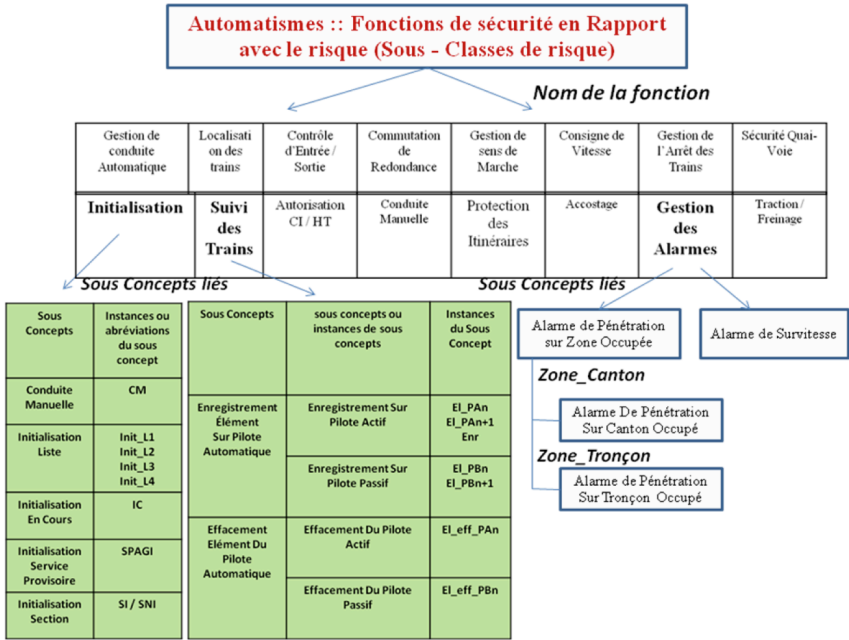 Automatismes :: Fonctions de sécurité en Rapport
avec le risque (Sous - Classes de risque)
Nom de la fonction
Gestion de
conduite
Automatique
Localisati
on des
trains
Contrôle
d'Entrée /
Sortie
Commutation
de
Redondance
Gestion de
sens de
Marche
Consigne de
Vitesse
Gestion de
l'Arrêt des
Trains
Sécurité Quai-
Voie
Initialisation
Suivi
des
Trains
Autorisation
CI / HT
Conduite
Manuelle
Protection
des
Itinéraires
Accostage
Gestion
des
Alarmes
Traction /
Freinage
Sous Concepts liés
Sous Concepts liés
Sous
Concepts
Instances ou
abréviations
du sous
concept
Conduite
Manuelle
CM
Initialisation
Liste
Init_L1
Init_L2
Init_L3
Init_L4
Initialisation
En Cours
IC
Initialisation
Service
Provisoire
SPAGI
Initialisation
Section
SI / SNI
Sous Concepts
sous concepts ou
instances de sous
concepts
Instances
du Sous
Concept
Enregistrement
Élément
Sur Pilote
Automatique
Enregistrement Sur
Pilote Actif
El_PAn
El_PAn+1
Enr
Enregistrement Sur
Pilote Passif
El_PBn
El_PBn+1
Effacement
Elément Du
Pilote
Automatique
Effacement Du Pilote
Actif
El_eff_PAn
Effacement Du Pilote
Passif
El_eff_PBn
Alarme de Pénétration
sur Zone Occupée
Alarme de Survitesse
Zone_Canton
Alarme De Pénétration
Sur Canton Occupé
Zone_Tronçon
Alarme de Pénétration
Sur Tronçon Occupé